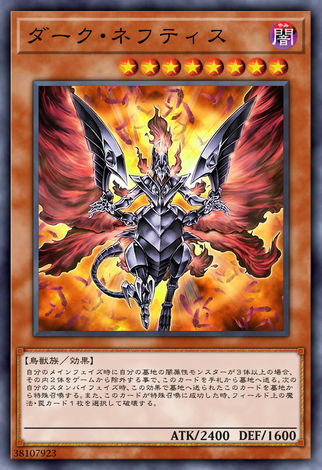 ダーク・ネフティス
やみ
闇
【鳥獣族／効果】
自分のメインフェイズ時に自分の墓地の闇属性モンスターが３体以上の場合、
その内２体をゲームから除外する事で、このカードを手札から墓地へ送る。次の
自分のスタンバイフェイズ時、この効果で墓地へ送られたこのカードを墓地か
ら特殊召喚する。また、このカードが特殊召喚に成功した時、フィールド上の魔
法・罠カード１枚を選択して破壊する。
ATK/2400 DEF/1600
38107923